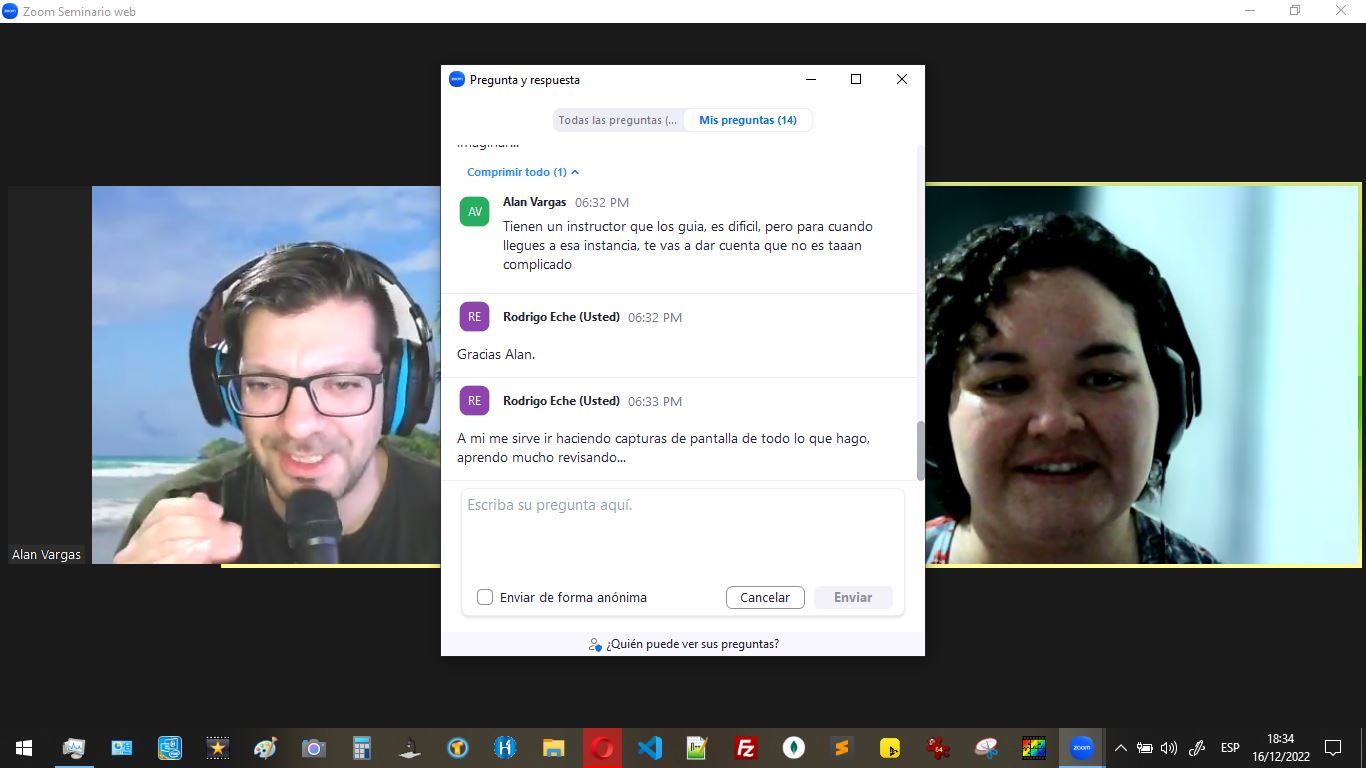 Zoom Seminario web
Pregunta y respuesta
Todas las preguntas (...
Mis preguntas (14)
imaginar...
Comprimir todo (1)
AV
Alan Vargas 06:32 PM
Tienen un instructor que los guia, es dificil, pero para cuando
llegues a esa instancia, te vas a dar cuenta que no es taaan
complicado
RE
Rodrigo Eche (Usted) 06:32 PM
Gracias Alan.
RE
Rodrigo Eche (Usted) 06:33 PM
A mi me sirve ir haciendo capturas de pantalla de todo lo que hago,
aprendo mucho revisando...
Escriba su pregunta aquí.
Enviar de forma anónima
Cancelar
Enviar
¿Quién puede ver sus preguntas?
Alan Vargas
zoom
ESP
18:34
16/12/2022